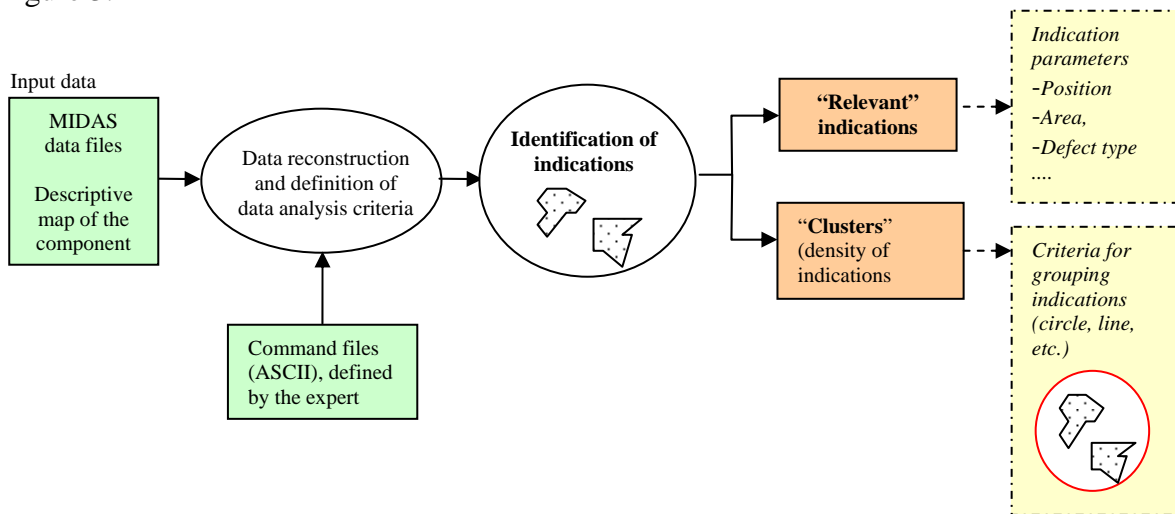 Input data
MIDAS
data files
Descriptive
map of the
component
Data reconstruction
and definition of
data analysis criteria
Command files
(ASCII), defined
by the expert
Identification of
indications
“Relevant”
indications
“Clusters”
(density of
indications
Indication
parameters
-Position
-Area,
-Defect type
....
Criteria for
grouping
indications
(circle, line,
etc.)